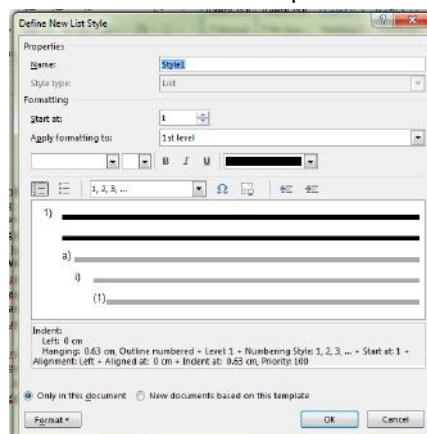 Define New List Style
Properties
Name: Style1
Style type: List
Formatting
Start at: 1
Apply formatting to: 1st level
B I U
1, 2, 3, ... Ω
1)
a)
i)
(1)
Indent:
Left: 0 cm
Hanging: 0.63 cm, Outline numbered + Level 1 + Numbering Style: 1, 2, 3, ... + Start at: 1 +
Alignment: Left + Aligned at: 0 cm + Indent at: 0.63 cm, Priority: 100
Only in this document New documents based on this template
Format OK Cancel